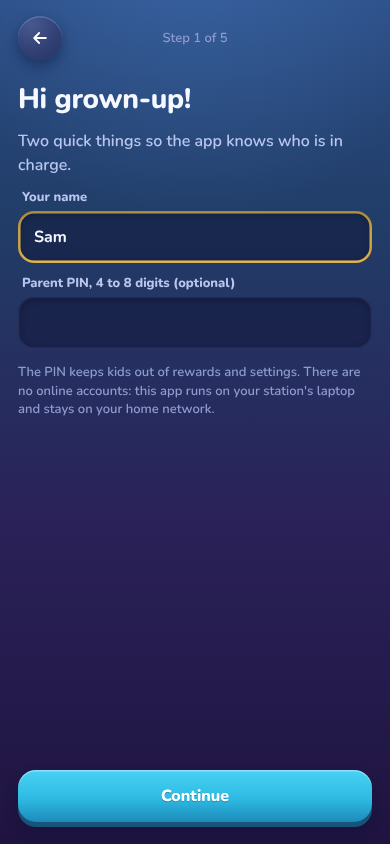 Step 1 of 5
Hi grown-up!
Two quick things so the app knows who is in
charge.
Your name
Sam
Parent PIN, 4 to 8 digits (optional)
The PIN keeps kids out of rewards and settings. There are
no online accounts: this app runs on your station's laptop
and stays on your home network.
Continue